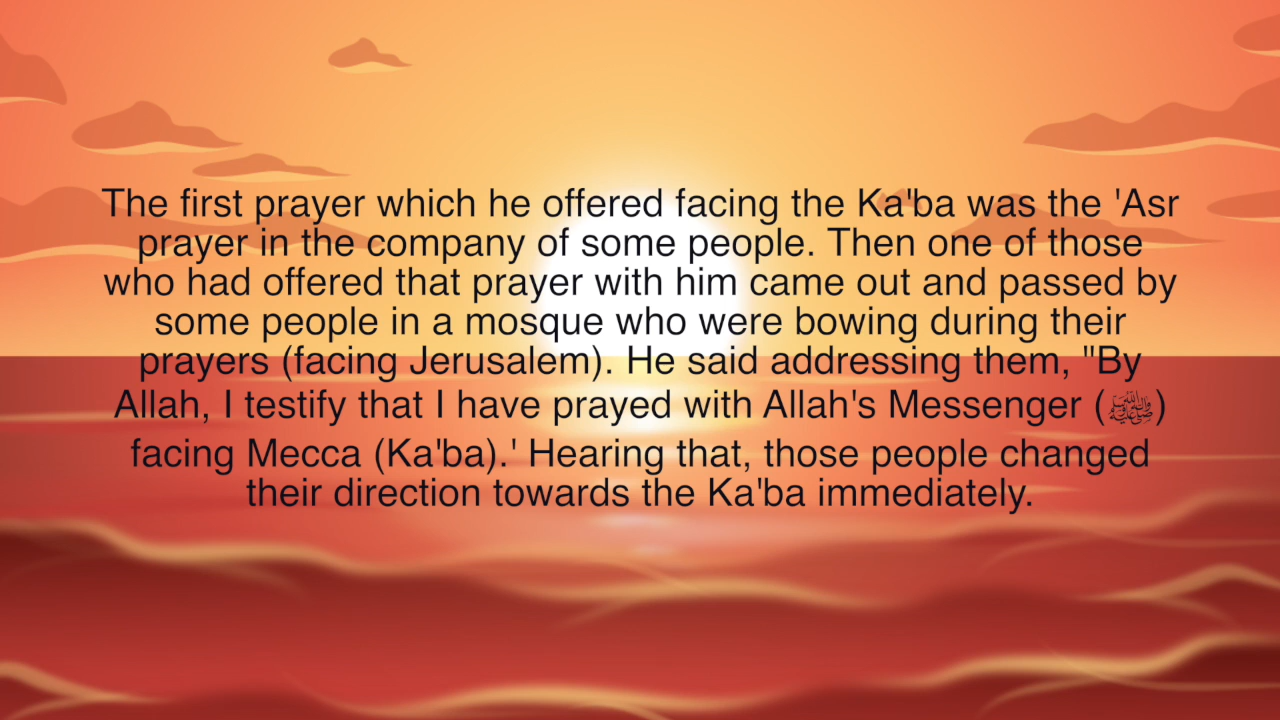 The first prayer which he offered facing the Ka'ba was the 'Asr
prayer in the company of some people. Then one of those
who had offered that prayer with him came out and passed by
some people in a mosque who were bowing during their
prayers (facing Jerusalem). He said addressing them, "By
Allah, I testify that I have prayed with Allah's Messenger (ﷺ)
facing Mecca (Ka'ba).' Hearing that, those people changed
their direction towards the Ka'ba immediately.